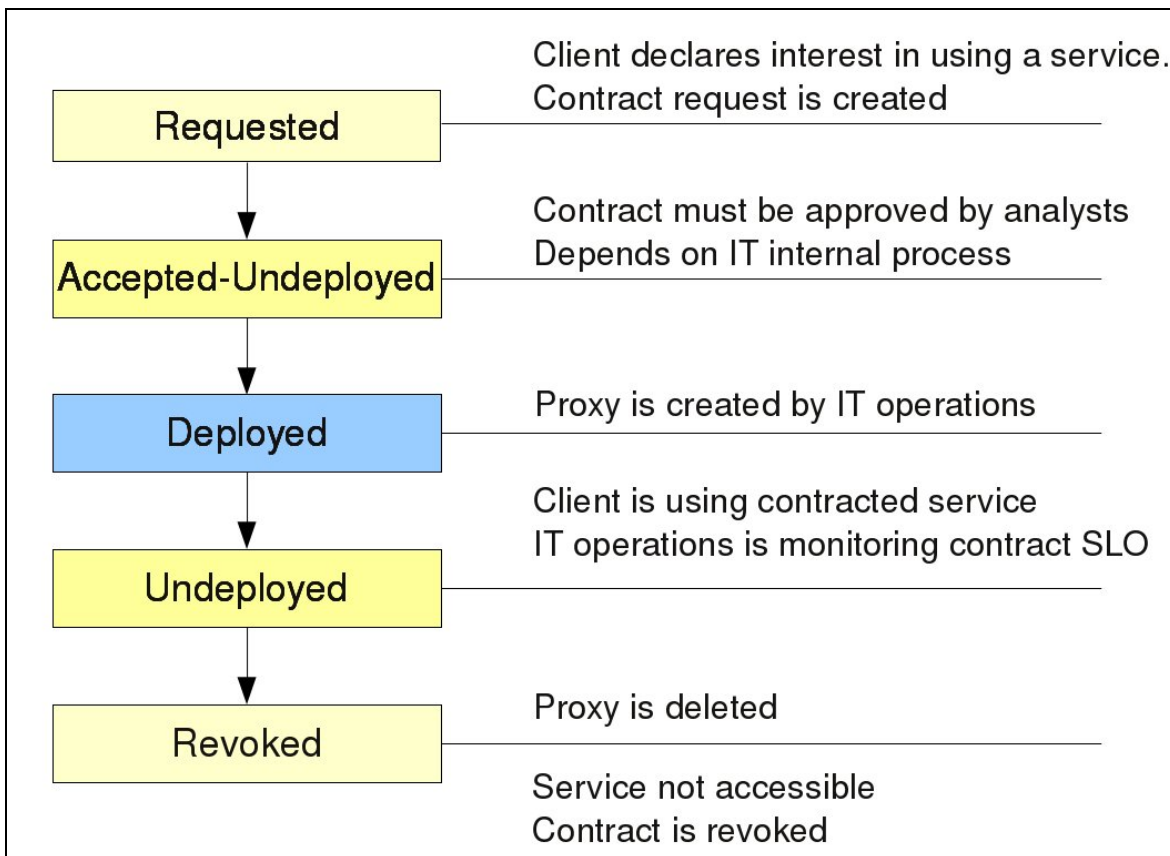 Client declares interest in using a service.
Contract request is created
Requested
Contract must be approved by analysts
Depends on IT internal process
Accepted-Undeployed
Proxy is created by IT operations
Deployed
Client is using contracted service
IT operations is monitoring contract SLO
Undeployed
Proxy is deleted
Revoked
Service not accessible
Contract is revoked